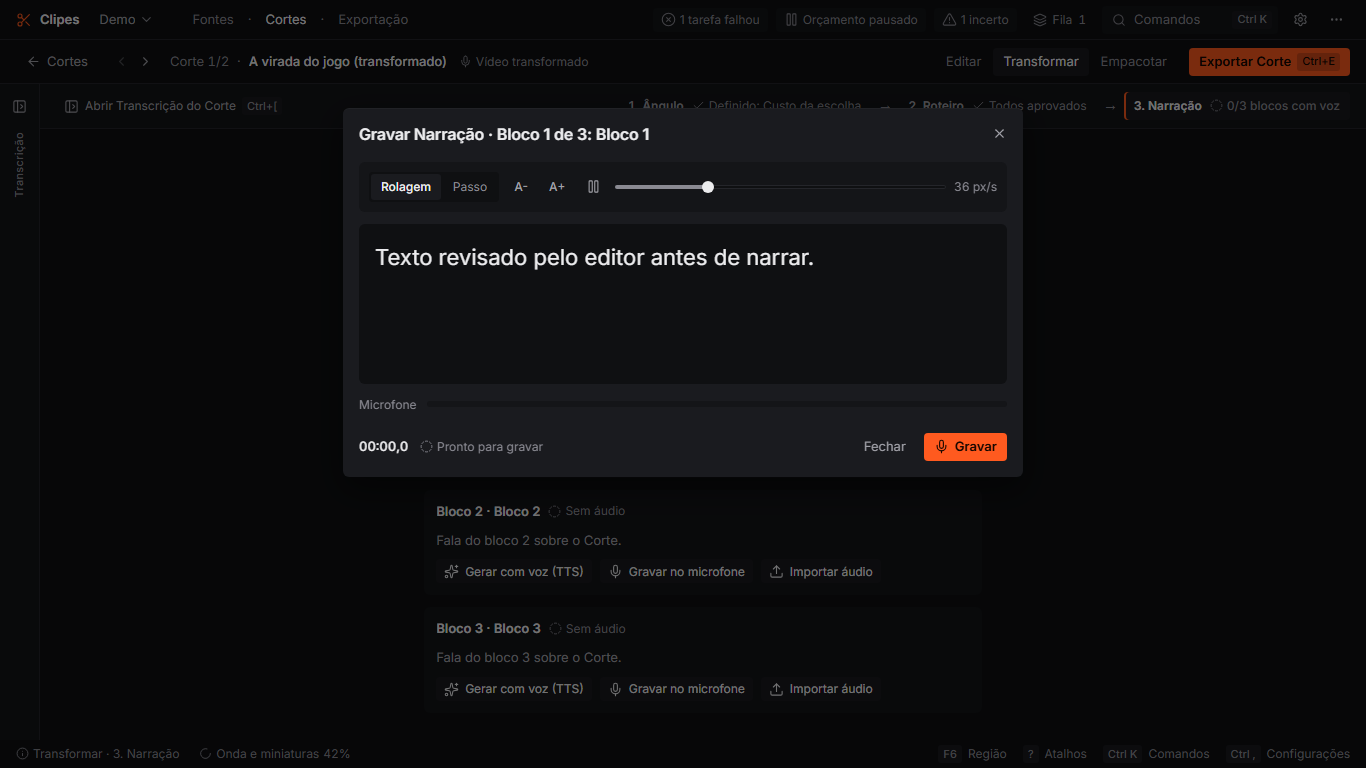 Clipes Demo Fontes · Cortes · Exportação 1 tarefa falhou Orçamento pausado 1 incerto Fila 1 Comandos Ctrl K
Cortes Corte 1/2 · A virada do jogo (transformado) Vídeo transformado Editar Transformar Empacotar Exportar Corte Ctrl+E
Abrir Transcrição do Corte Ctrl+[ 1. Ângulo Definido: Custo da escolha → 2. Roteiro Todos aprovados → 3. Narração 0/3 blocos com voz
Transcrição
Gravar Narração · Bloco 1 de 3: Bloco 1
Rolagem Passo A- A+ 36 px/s
Texto revisado pelo editor antes de narrar.
Microfone
00:00,0 Pronto para gravar Fechar Gravar
Bloco 2 · Bloco 2 Sem áudio
Fala do bloco 2 sobre o Corte.
Gerar com voz (TTS) Gravar no microfone Importar áudio
Bloco 3 · Bloco 3 Sem áudio
Fala do bloco 3 sobre o Corte.
Gerar com voz (TTS) Gravar no microfone Importar áudio
Transformar · 3. Narração Onda e miniaturas 42% F6 Região ? Atalhos Ctrl K Comandos Ctrl , Configurações